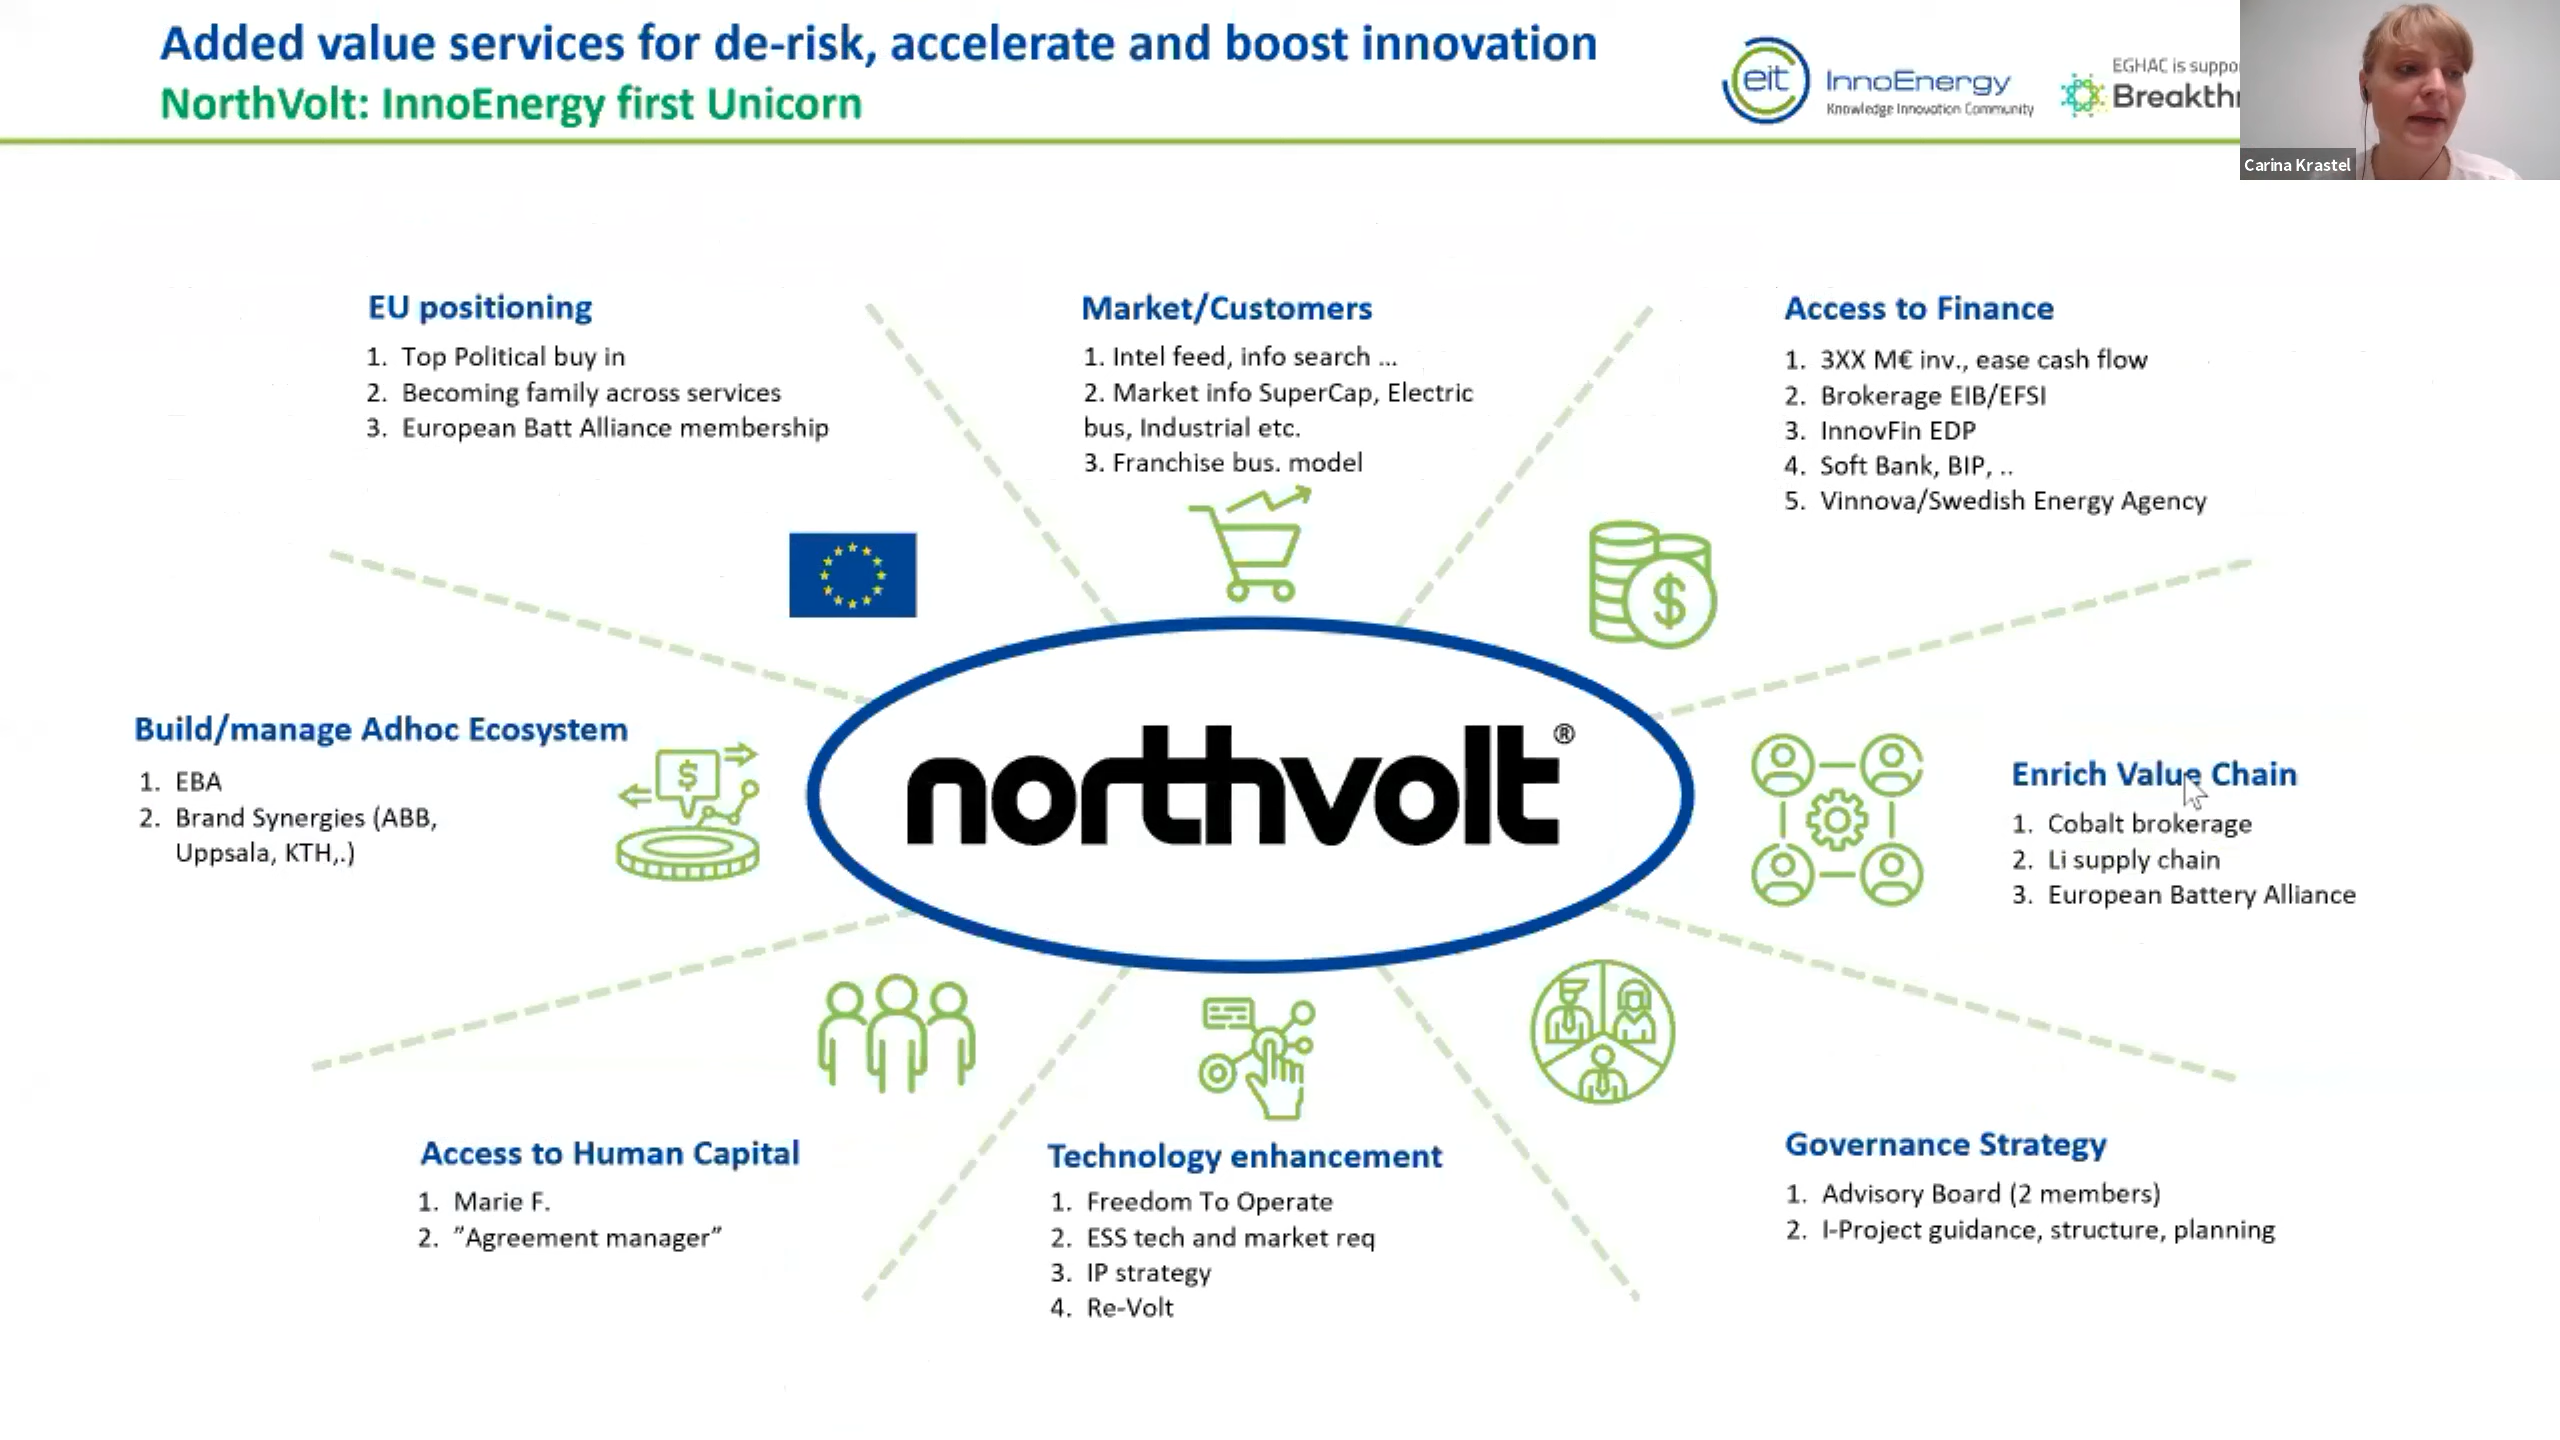 Added value services for de-risk, accelerate and boost innovation
NorthVolt: InnoEnergy first Unicorn
eit
InnoEnergy
Knowledge Innovation Community
EGHAC is suppo
Breakth
Carina Krastel
EU positioning
1. Top Political buy in
2. Becoming family across services
3. European Batt Alliance membership
Market/Customers
1. Intel feed, info search ...
2. Market info SuperCap, Electric
bus, Industrial etc.
3. Franchise bus. model
Access to Finance
1. 3XX M€ inv., ease cash flow
2. Brokerage EIB/EFSI
3. InnovFin EDP
4. Soft Bank, BIP, ..
5. Vinnova/Swedish Energy Agency
$
Build/manage Adhoc Ecosystem
1. EBA
2. Brand Synergies (ABB,
Uppsala, KTH,.)
$
northvolt®
Enrich Value Chain
1. Cobalt brokerage
2. Li supply chain
3. European Battery Alliance
Access to Human Capital
1. Marie F.
2. ”Agreement manager”
Technology enhancement
1. Freedom To Operate
2. ESS tech and market req
3. IP strategy
4. Re-Volt
Governance Strategy
1. Advisory Board (2 members)
2. I-Project guidance, structure, planning